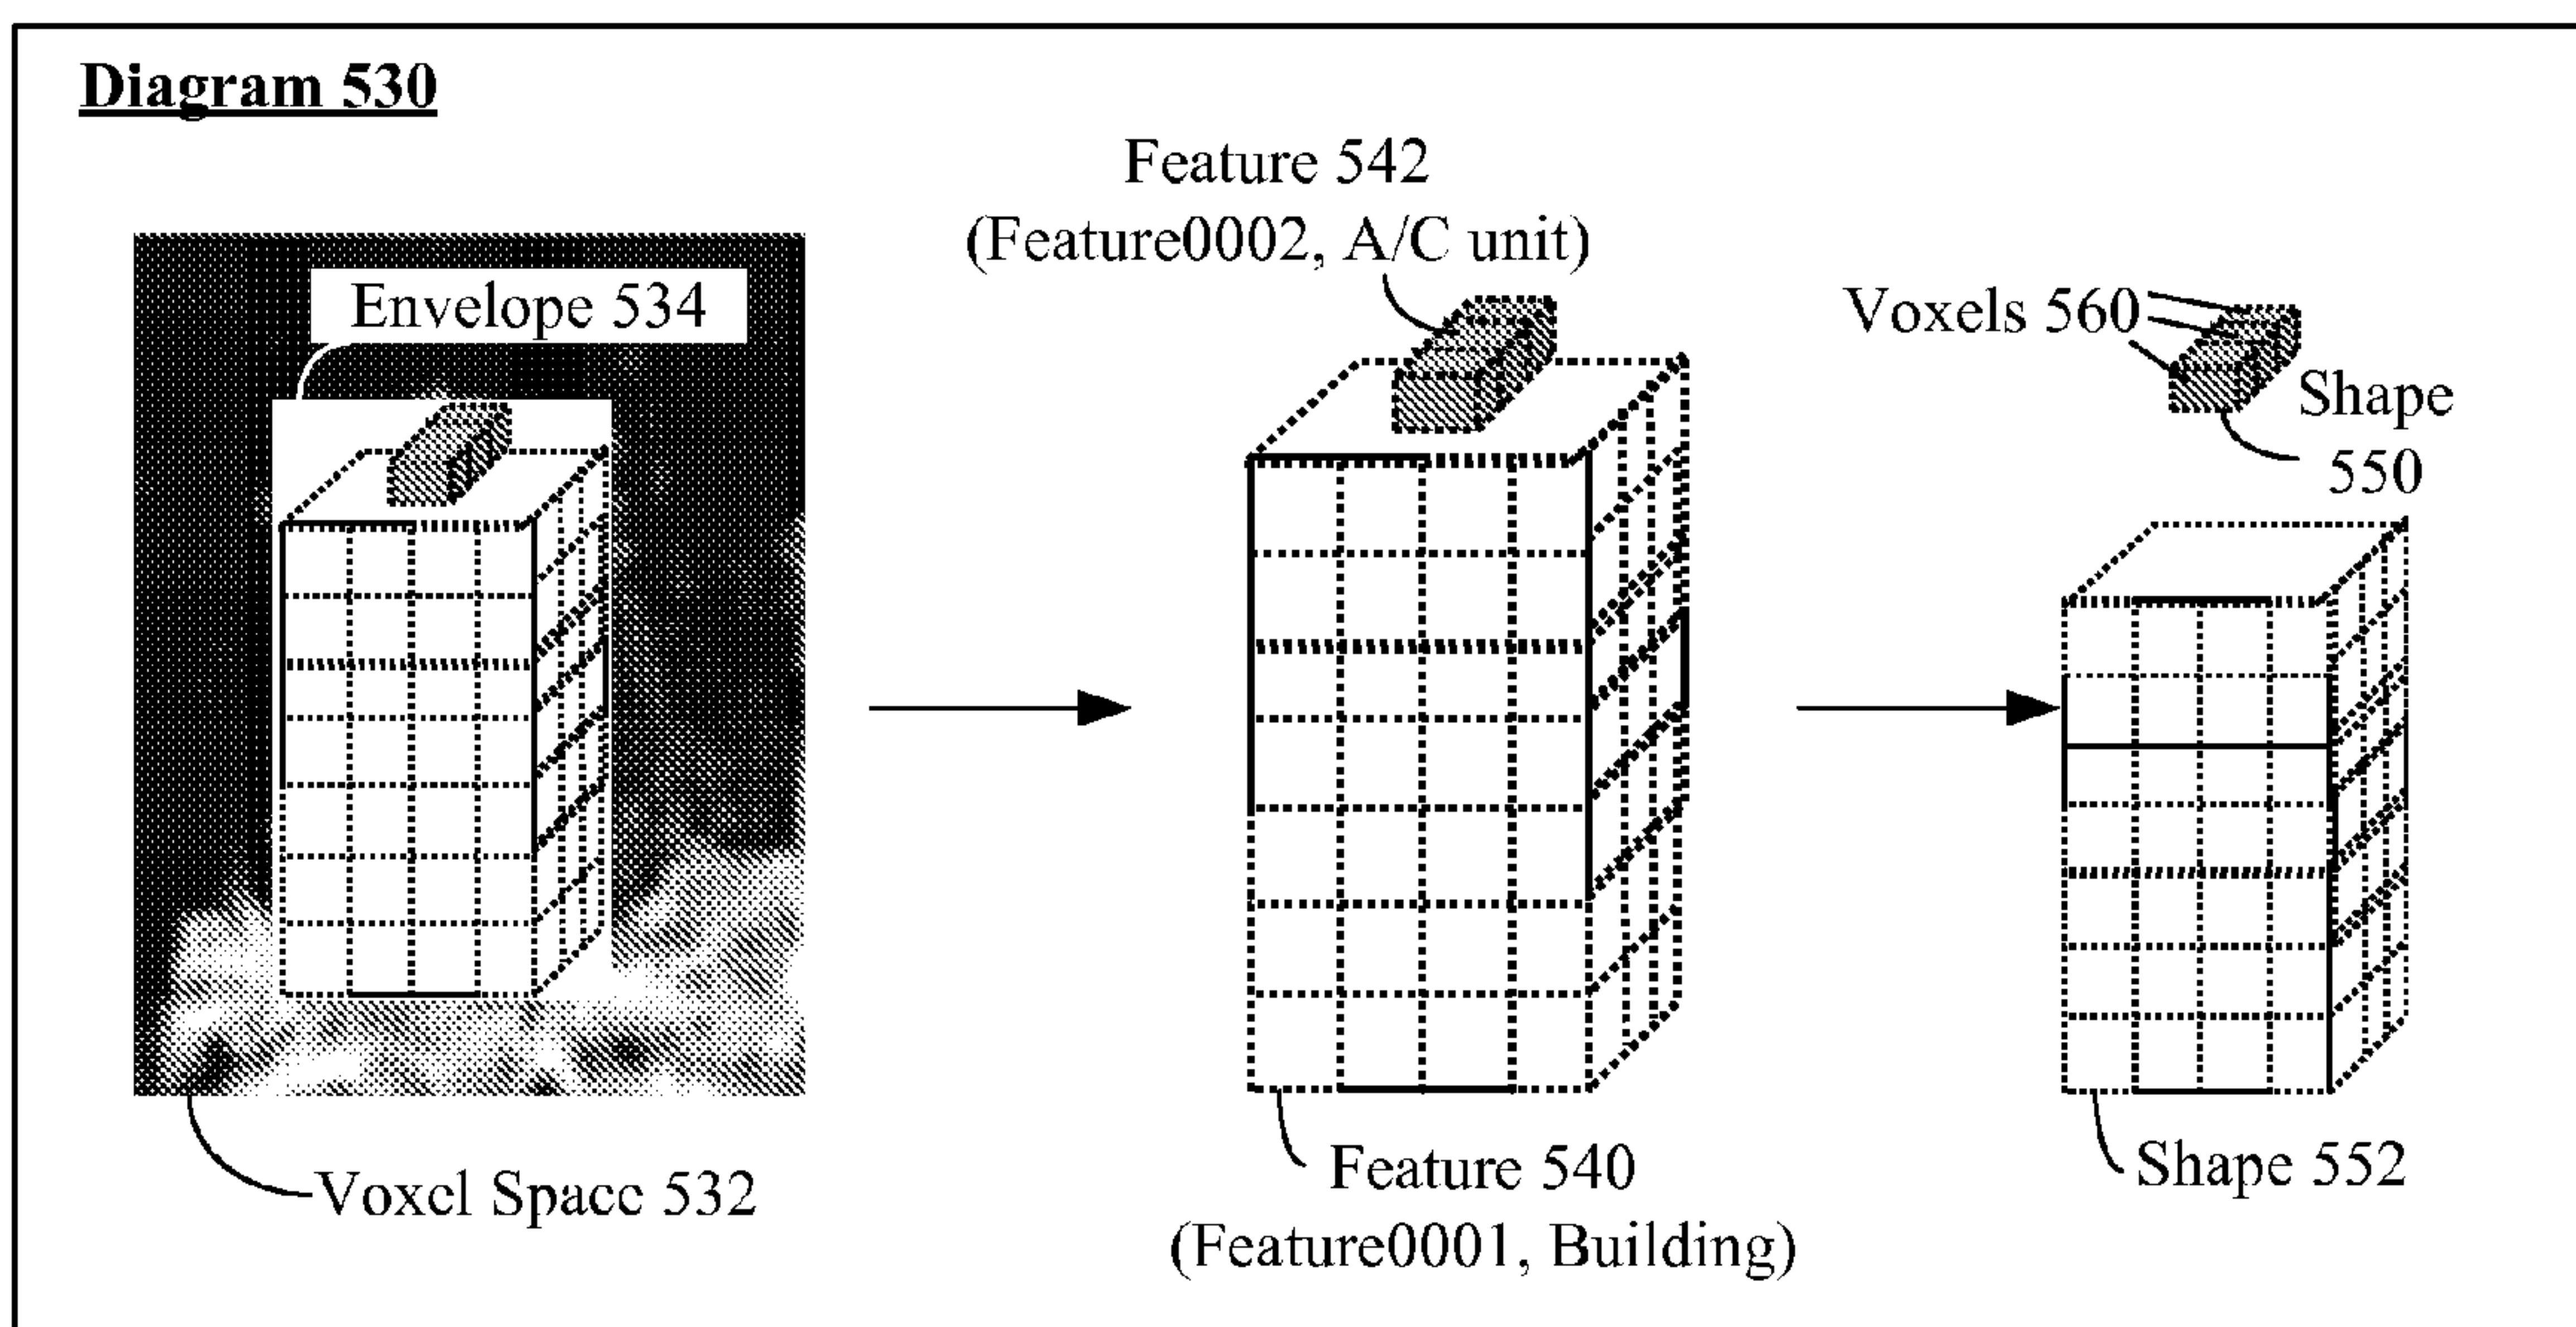 Diagram 530
Feature 542
(Feature0002, A/C unit)
Envelope 534
Voxels 560
Shape
550
Voxel Space 532
Feature 540
(Feature0001, Building)
Shape 552